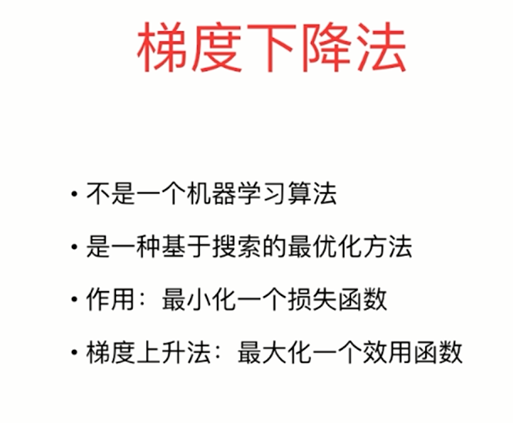 梯度下降法
• 不是一个机器学习算法
• 是一种基于搜索的最优化方法
• 作用：最小化一个损失函数
• 梯度上升法：最大化一个效用函数